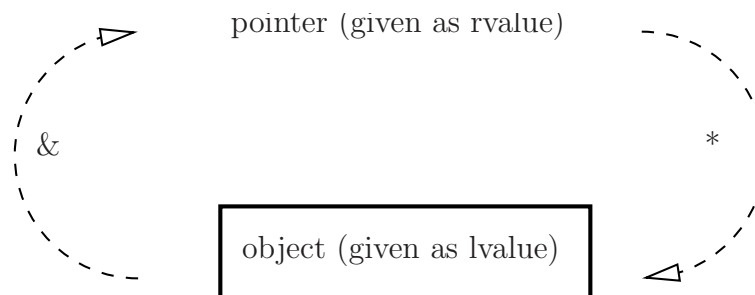 pointer (given as rvalue)
&
*
object (given as lvalue)